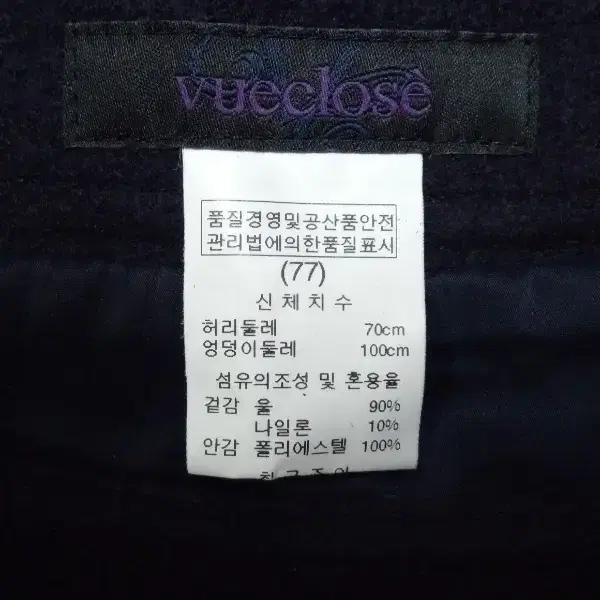 vueclosè
품질경영및공산품안전
관리법에의한품질표시
(77)
신체치수
허리둘레 70cm
엉덩이둘레 100cm
섬유의조성 및 혼용율
겉감 울 90%
나일론 10%
안감 폴리에스텔 100%